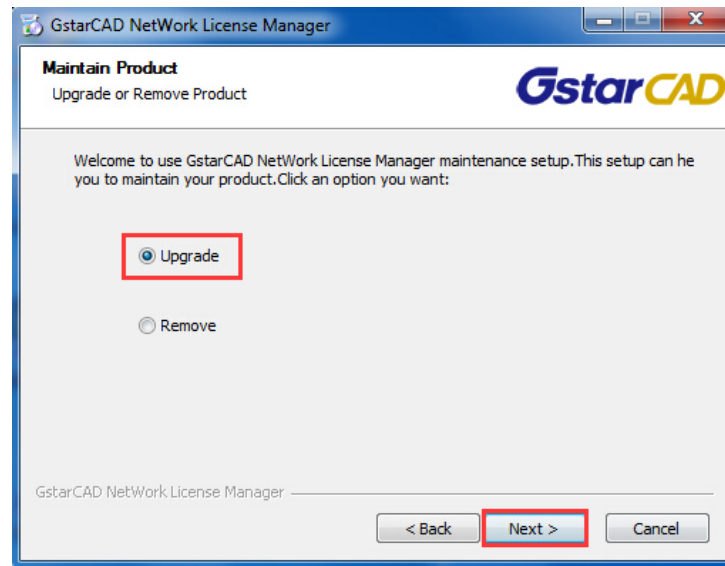 GstarCAD NetWork License Manager
Maintain Product
Upgrade or Remove Product
GstarCAD
Welcome to use GstarCAD NetWork License Manager maintenance setup.This setup can he
you to maintain your product.Click an option you want:
Upgrade
Remove
GstarCAD NetWork License Manager
< Back Next > Cancel